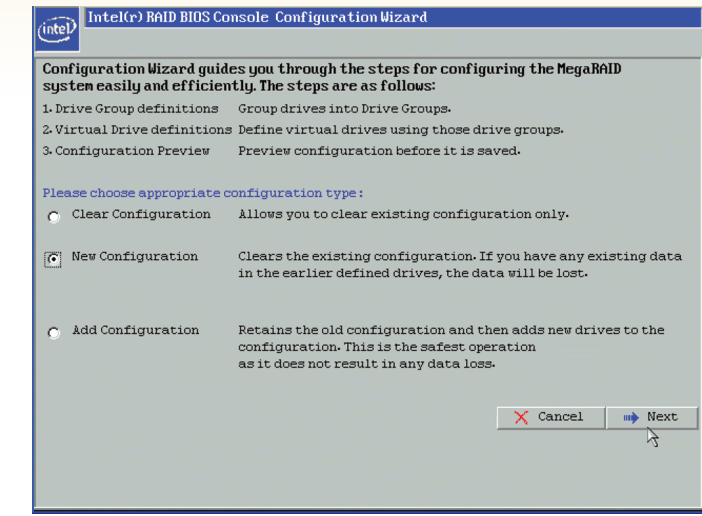 Intel(r) RAID BIOS Console Configuration Wizard
intel
Configuration Wizard guides you through the steps for configuring the MegaRAID
system easily and efficiently. The steps are as follows:
1. Drive Group definitions Group drives into Drive Groups.
2. Virtual Drive definitions Define virtual drives using those drive groups.
3. Configuration Preview Preview configuration before it is saved.
Please choose appropriate configuration type:
Clear Configuration Allows you to clear existing configuration only.
New Configuration Clears the existing configuration. If you have any existing data
in the earlier defined drives, the data will be lost.
Add Configuration Retains the old configuration and then adds new drives to the
configuration. This is the safest operation
as it does not result in any data loss.
Cancel Next